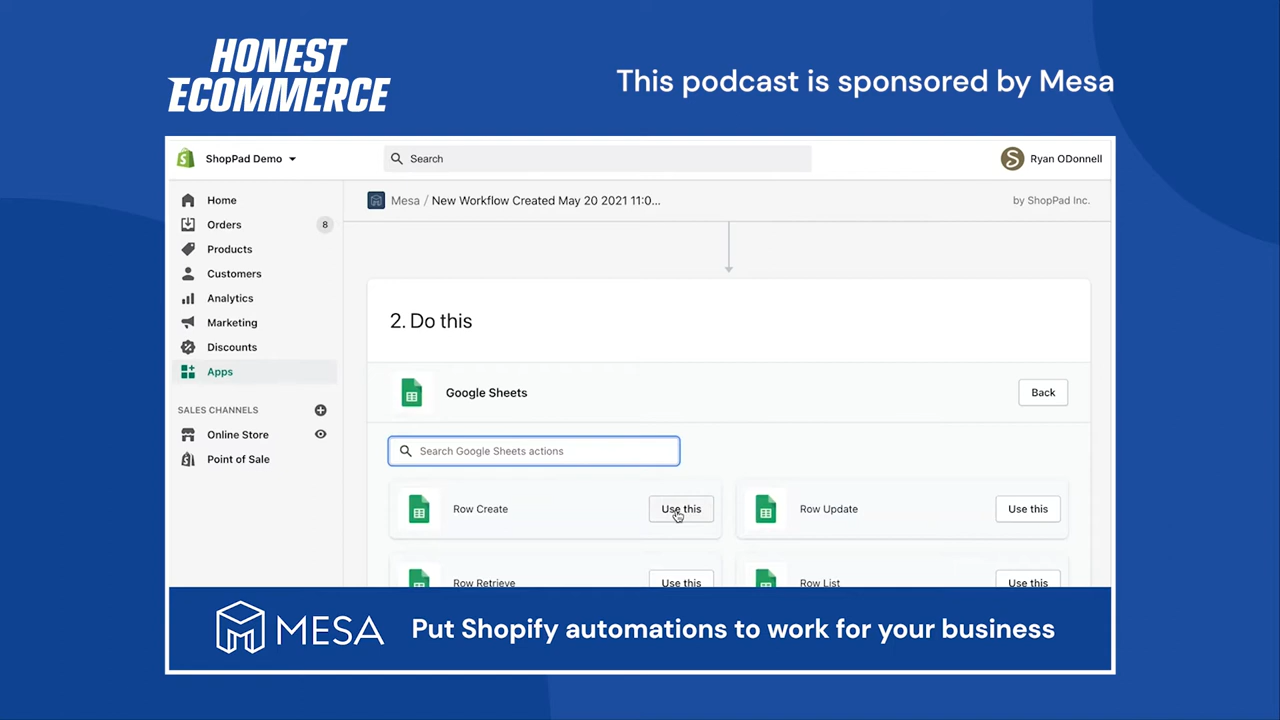 HONEST
ECOMMERCE
This podcast is sponsored by Mesa
ShopPad Demo
Search
Ryan ODonnell
Home
Orders
8
Products
Customers
Analytics
Marketing
Discounts
Apps
SALES CHANNELS
Online Store
Point of Sale
Mesa / New Workflow Created May 20 2021 11:0...
by ShopPad Inc.
2. Do this
Google Sheets
Back
Search Google Sheets actions
Row Create
Use this
Row Update
Use this
Row Retrieve
Use this
Row List
Use this
MESA
Put Shopify automations to work for your business